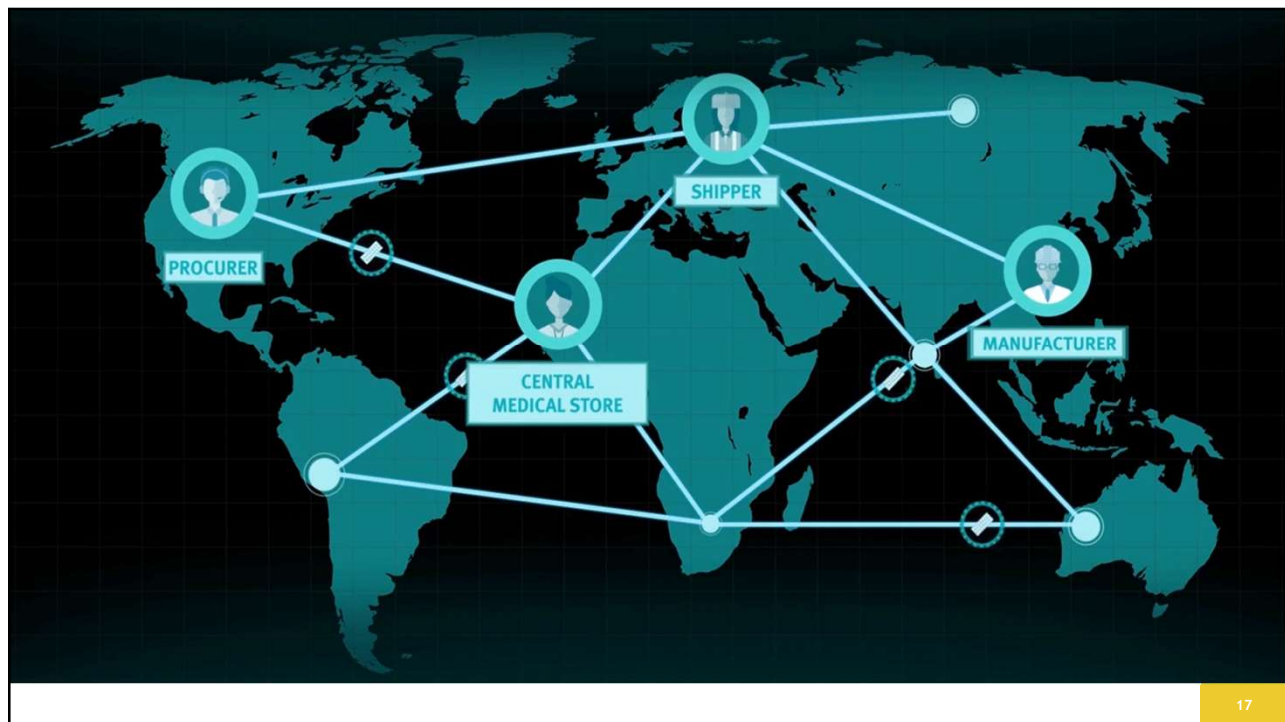 SHIPPER
PROCURER
MANUFACTURER
CENTRAL
MEDICAL STORE
17